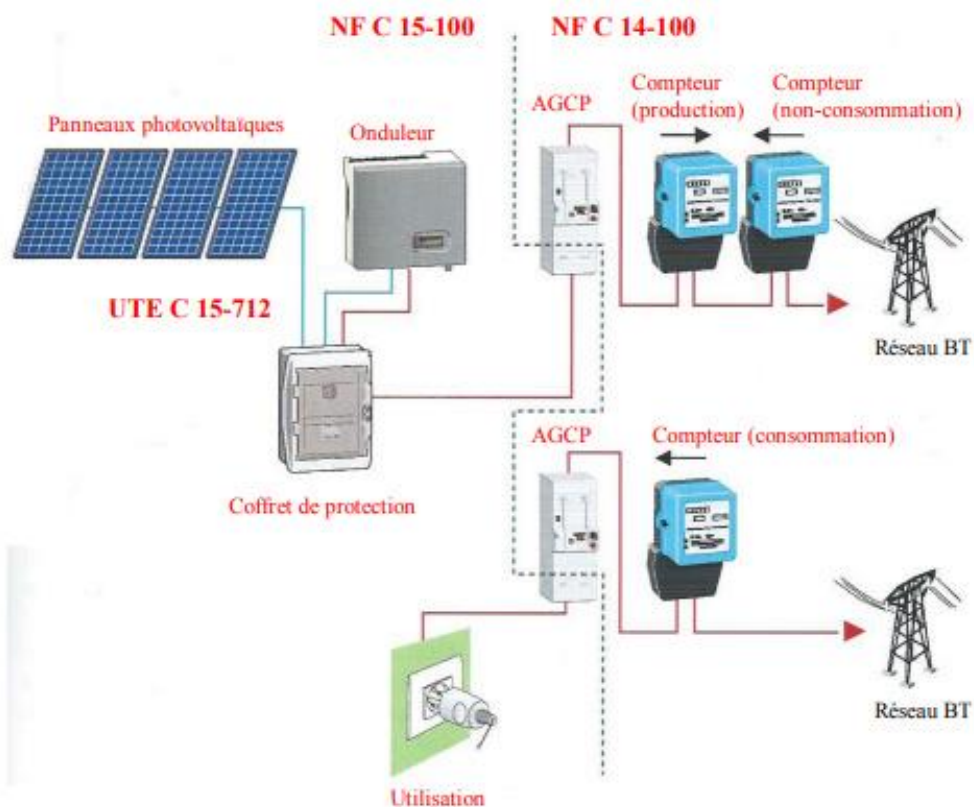 NF C 15-100
NF C 14-100
AGCP
Compteur
(production)
Compteur
(non-consommation)
Panneaux photovoltaïques
Onduleur
UTE C 15-712
Réseau BT
AGCP
Compteur (consommation)
Coffret de protection
Réseau BT
Utilisation